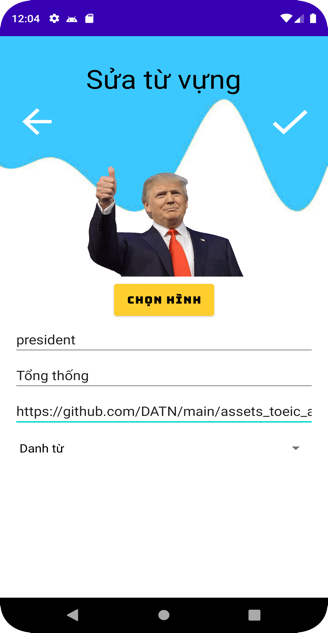 12:04
Sửa từ vựng
CHỌN HÌNH
president
Tổng thống
https://github.com/DATN/main/assets_toeic_a
Danh từ